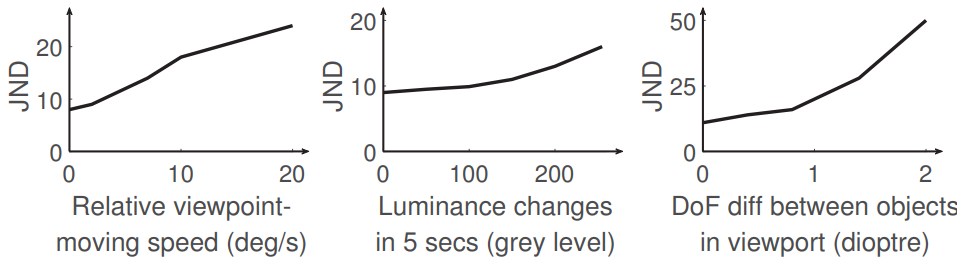 JND
20
10
0
0
10
20
Relative viewpoint-
moving speed (deg/s)
JND
20
10
0
0
100
200
Luminance changes
in 5 secs (grey level)
JND
50
25
0
0
1
2
DoF diff between objects
in viewport (dioptre)